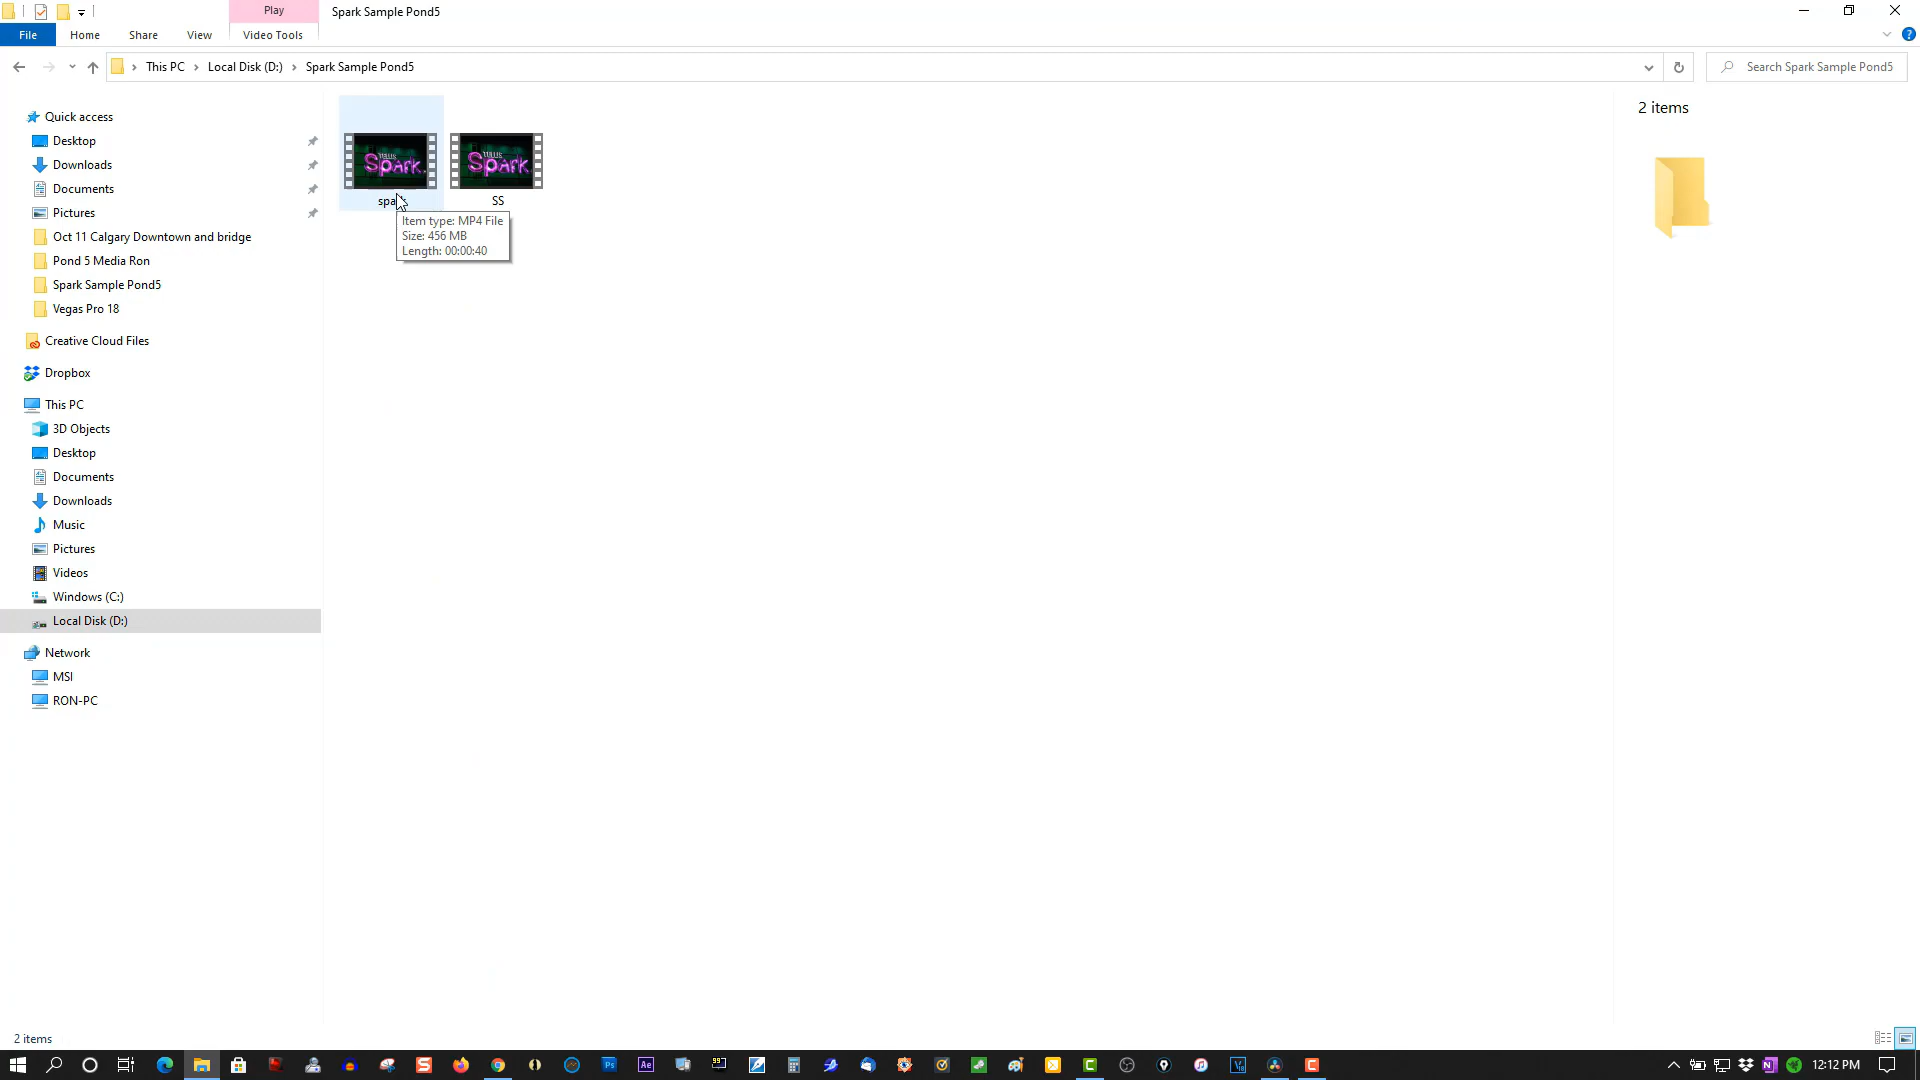 Play
Spark Sample Pond5
File
Home
Share
View
Video Tools
This PC
Local Disk (D:)
Spark Sample Pond5
Search Spark Sample Pond5
Quick access
Desktop
Downloads
Documents
Pictures
Oct 11 Calgary Downtown and bridge
Pond 5 Media Ron
Spark Sample Pond5
Vegas Pro 18
Creative Cloud Files
Dropbox
This PC
3D Objects
Desktop
Documents
Downloads
Music
Pictures
Videos
Windows (C:)
Local Disk (D:)
Network
MSI
RON-PC
Spark
Spark
SS
Item type: MP4 File
Size: 456 MB
Length: 00:00:40
2 items
2 items
Ps
Ae
12:12 PM